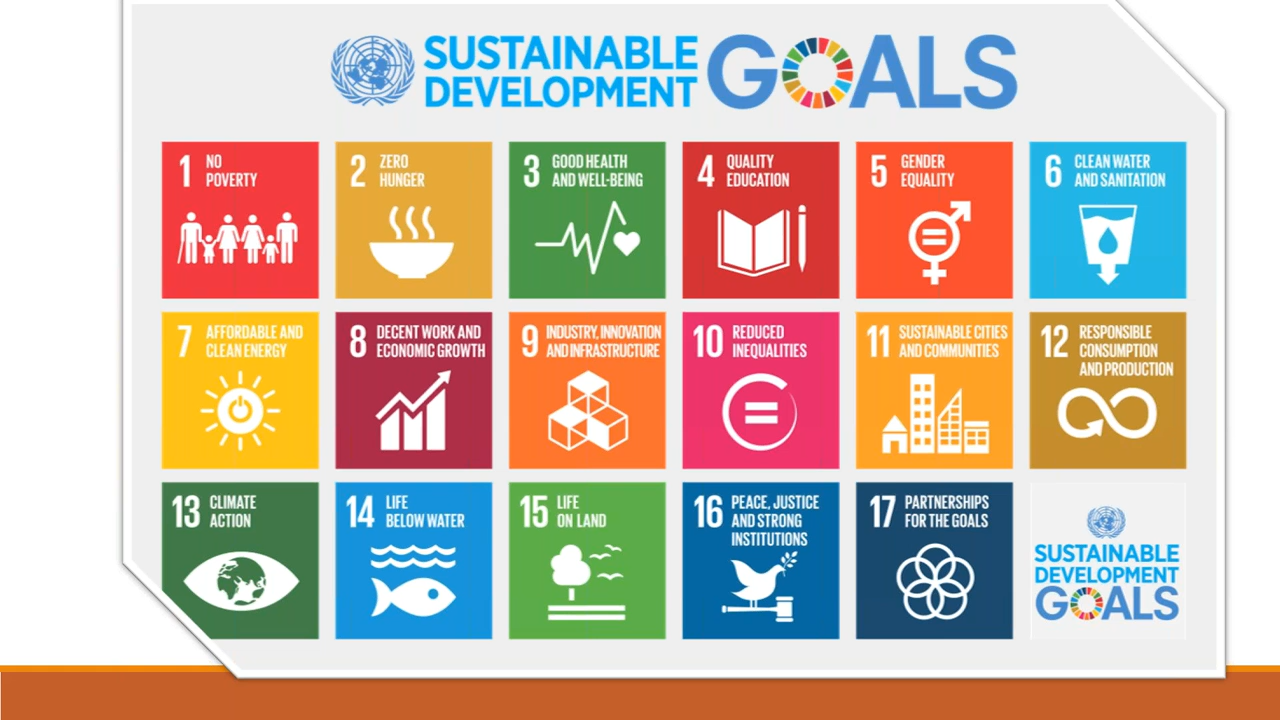 SUSTAINABLE
DEVELOPMENT
GOALS
1 NO
POVERTY
2 ZERO
HUNGER
3 GOOD HEALTH
AND WELL-BEING
4 QUALITY
EDUCATION
5 GENDER
EQUALITY
6 CLEAN WATER
AND SANITATION
7 AFFORDABLE AND
CLEAN ENERGY
8 DECENT WORK AND
ECONOMIC GROWTH
9 INDUSTRY, INNOVATION
AND INFRASTRUCTURE
10 REDUCED
INEQUALITIES
11 SUSTAINABLE CITIES
AND COMMUNITIES
12 RESPONSIBLE
CONSUMPTION
AND PRODUCTION
13 CLIMATE
ACTION
14 LIFE
BELOW WATER
15 LIFE
ON LAND
16 PEACE, JUSTICE
AND STRONG
INSTITUTIONS
17 PARTNERSHIPS
FOR THE GOALS
SUSTAINABLE
DEVELOPMENT
GOALS